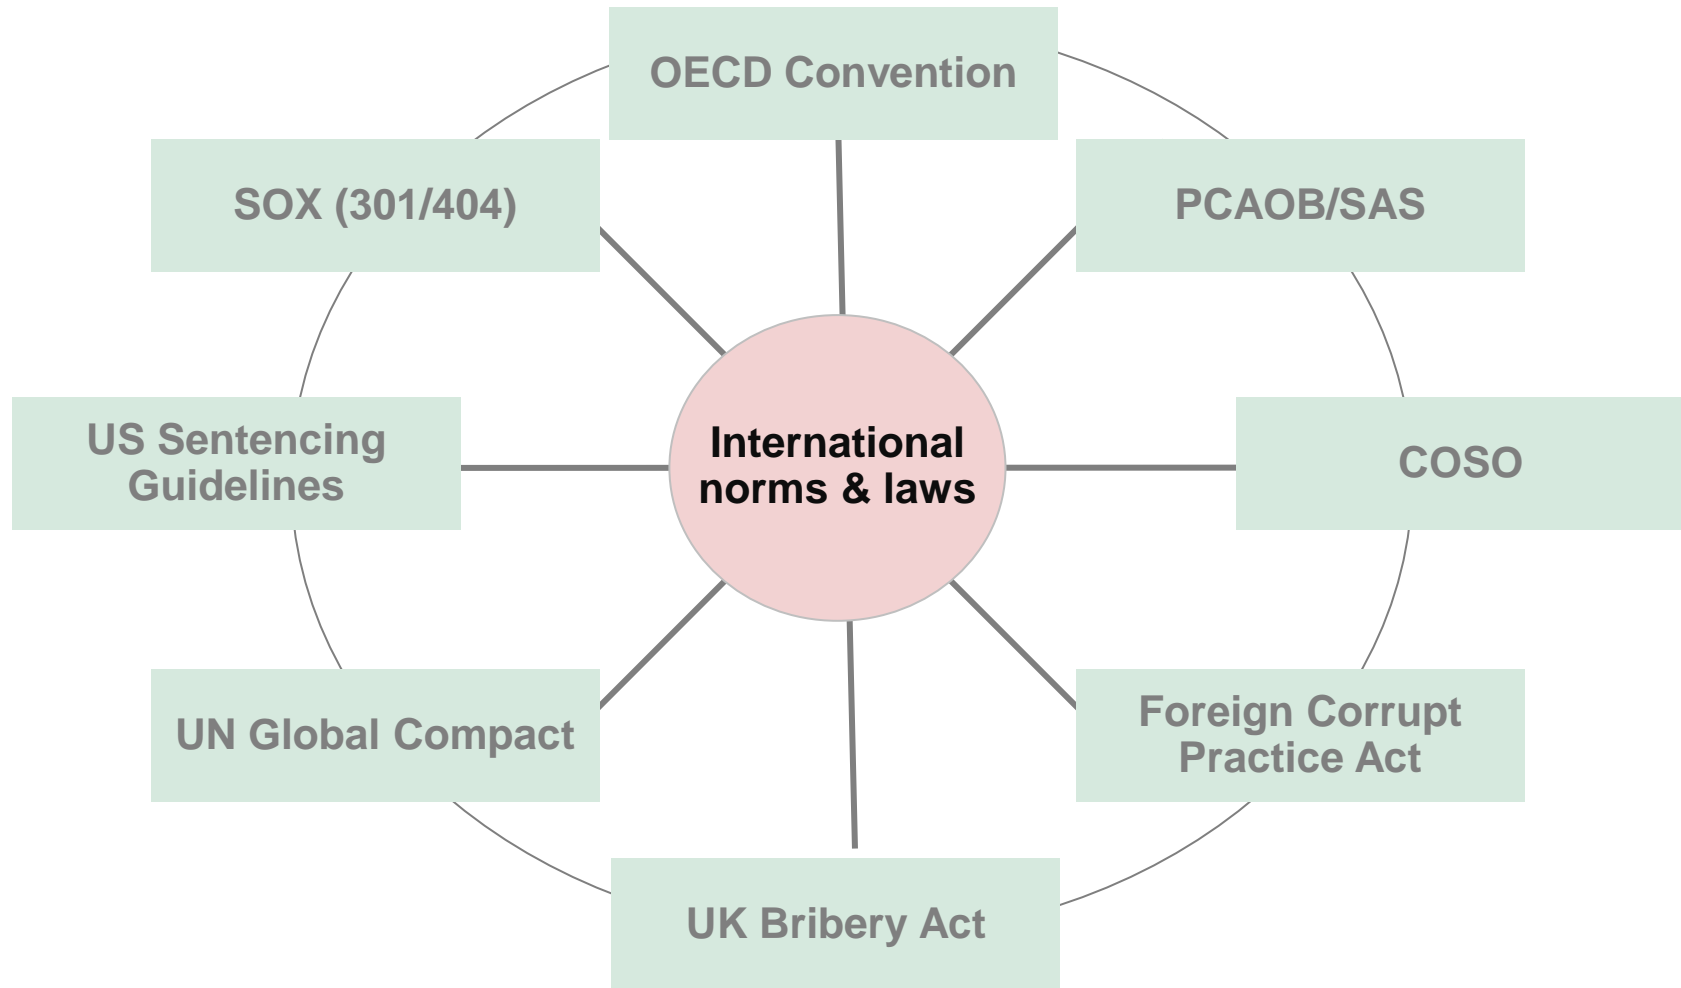 OECD Convention
SOX (301/404)
PCAOB/SAS
US Sentencing
Guidelines
International
norms & laws
COSO
UN Global Compact
Foreign Corrupt
Practice Act
UK Bribery Act